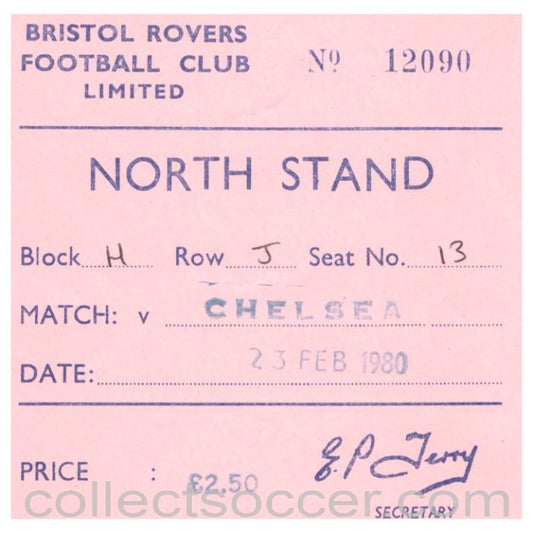 BRISTOL ROVERS
FOOTBALL CLUB Nº 12090
LIMITED
NORTH STAND
Block H Row J Seat No. 13
MATCH: v CHELSEA
DATE: 23 FEB 1980
PRICE : £2.50
E.P. Terry
SECRETARY
collectsoccer.com